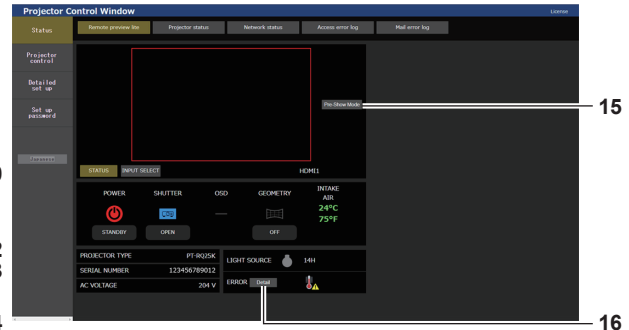 Projector Control Window
License
Status
Remote preview lite
Projector status
Network status
Access error log
Mail error log
Projector
control
Detailed
set up
Set up
password
Pre-Show Mode
15
STATUS
INPUT SELECT
HDMI1
POWER
SHUTTER
OSD
GEOMETRY
INTAKE
AIR
24°C
75°F
STANDBY
OPEN
OFF
PROJECTOR TYPE
PT-RQ25K
LIGHT SOURCE
14H
SERIAL NUMBER
123456789012
AC VOLTAGE
204 V
ERROR
Detail
16